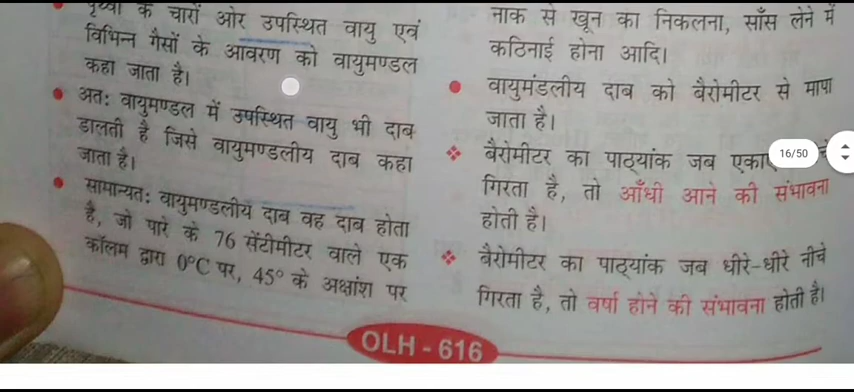 पृथ्वी के चारों ओर उपस्थित वायु एवं
विभिन्न गैसों के आवरण को वायुमण्डल
कहा जाता है।
• अत: वायुमण्डल में उपस्थित वायु भी दाब
डालती है जिसे वायुमण्डलीय दाब कहा
जाता है।
• सामान्यत: वायुमण्डलीय दाब वह दाब होता
है, जो पारे के 76 सेंटीमीटर वाले एक
कॉलम द्वारा 0°C पर, 45° के अक्षांश पर
नाक से खून का निकलना, साँस लेने में
कठिनाई होना आदि।
• वायुमंडलीय दाब को बैरोमीटर से मापा
जाता है।
❖ बैरोमीटर का पाठ्यांक जब
गिरता है, तो आँधी आने की संभावना
होती है।
❖ बैरोमीटर का पाठ्यांक जब धीरे-धीरे नीचे
गिरता है, तो वर्षा होने की संभावना होती है।
16/50
OLH - 616